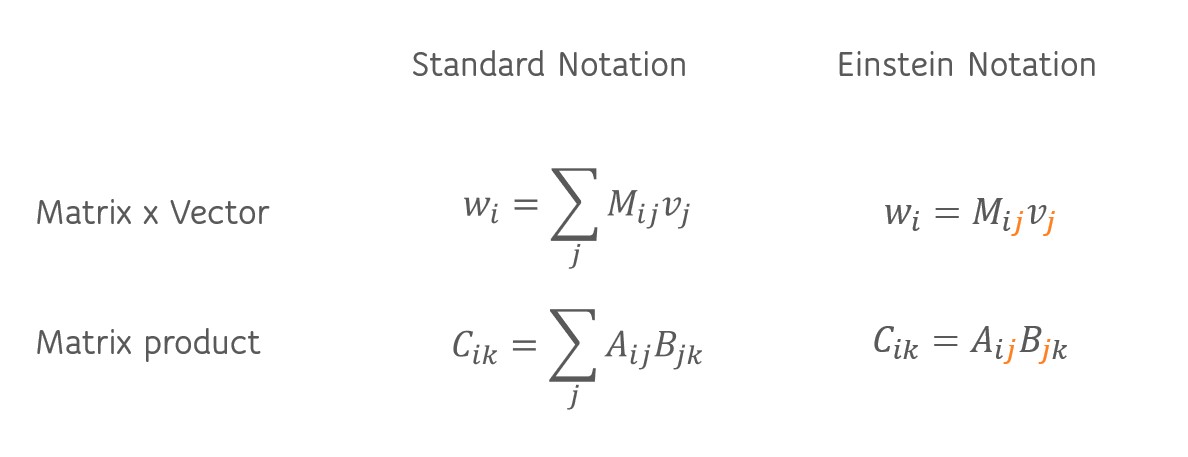 Standard Notation Einstein Notation
Matrix x Vector $w_i = \sum_j M_{ij} v_j$ $w_i = M_{ij} v_j$
Matrix product $C_{ik} = \sum_j A_{ij} B_{jk}$ $C_{ik} = A_{ij} B_{jk}$